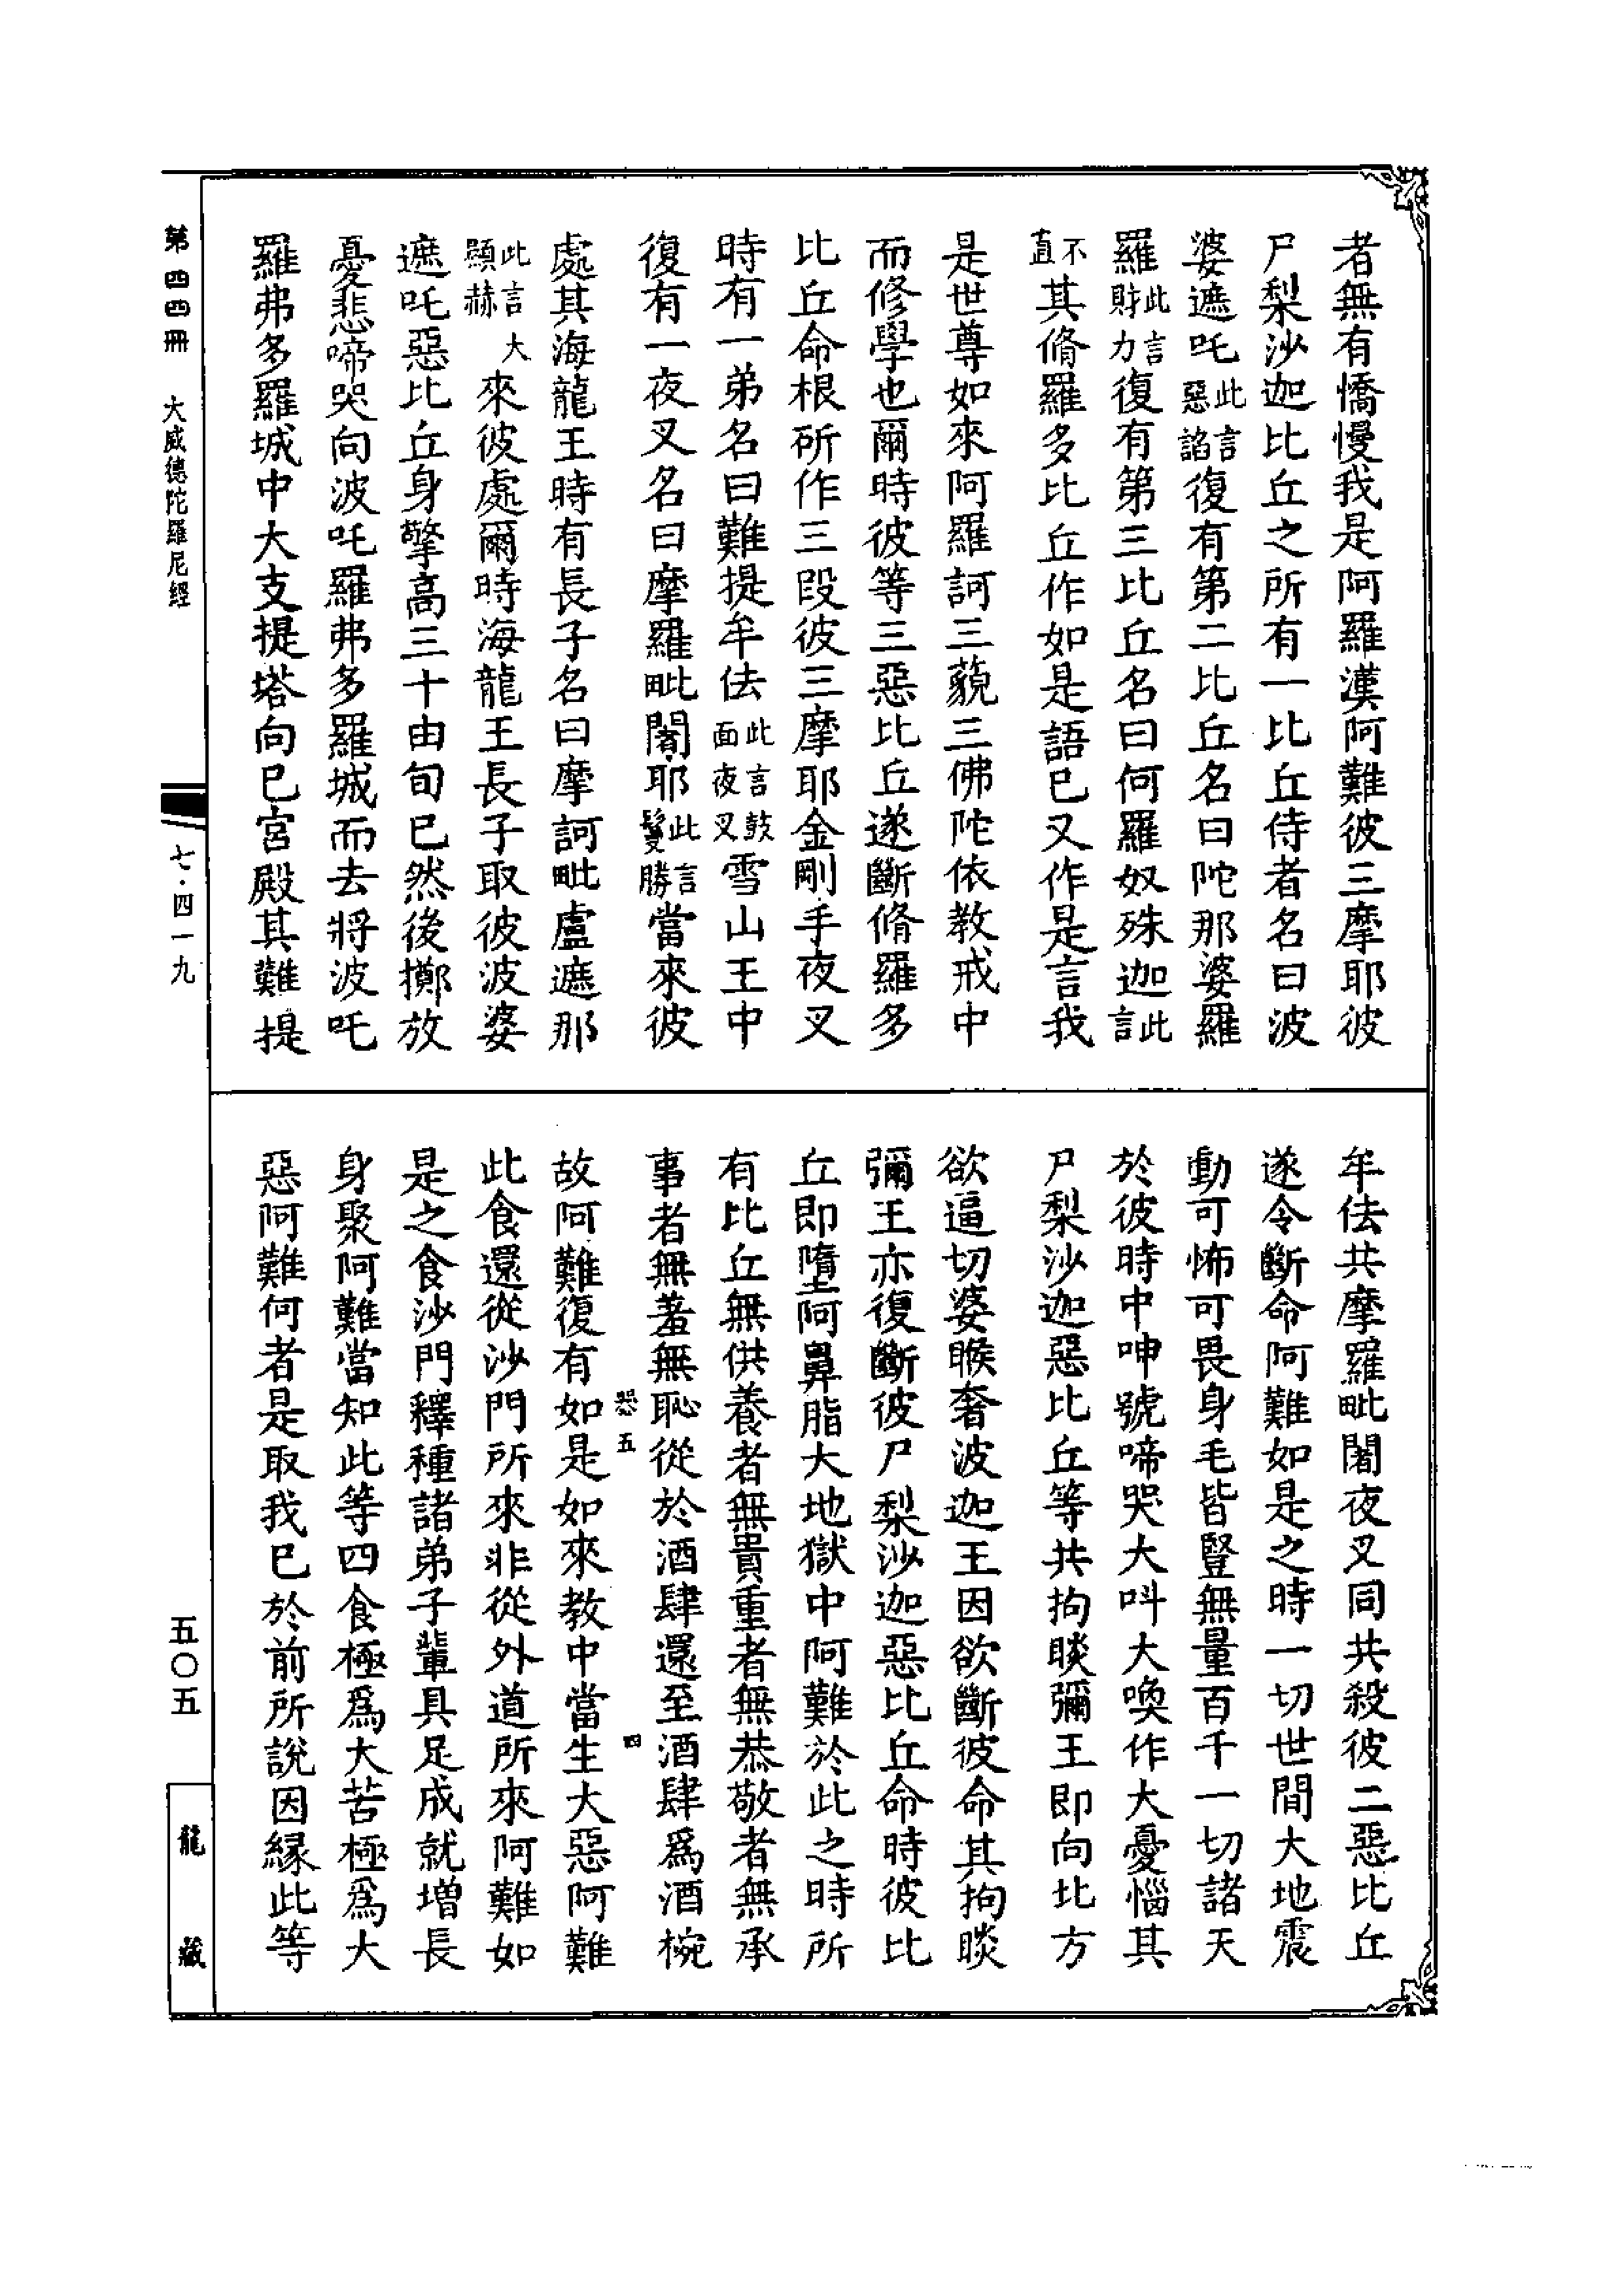 者無有憍慢我是阿羅漢阿難彼三摩耶彼
尸梨沙迦比丘之所有一比丘侍者名曰波
婆遮吒此言惡諂復有第二比丘名曰陀那婆羅
羅此言財力復有第三比丘名曰何羅奴殊迦此言
不直其脩羅多比丘作如是語已又作是言我
是世尊如來阿羅訶三藐三佛陀依教戒中
而修學也爾時彼等三惡比丘遂斷脩羅多
比丘命根所作三段彼三摩耶金剛手夜叉
時有一弟名曰難提牟佉此言鼓面夜叉雪山王中
復有一夜叉名曰摩羅毗闍耶此言鬘勝當來彼
處其海龍王時有長子名曰摩訶毗盧遮那
此言大顯赫來彼處爾時海龍王長子取彼波婆
遮吒惡比丘身擎高三十由旬已然後擲放
憂悲啼哭向波吒羅弗多羅城而去將波吒
羅弗多羅城中大支提塔向已宮殿其難提
牟佉共摩羅毗闍夜叉同共殺彼二惡比丘
遂令斷命阿難如是之時一切世間大地震
動可怖可畏身毛皆豎無量百千一切諸天
於彼時中呻號啼哭大叫大喚作大憂惱其
尸梨沙迦惡比丘等共拘睒彌王即向北方
欲逼切婆睺奢波迦王因欲斷彼命其拘睒
彌王亦復斷彼尸梨沙迦惡比丘命時彼比
丘即墮阿鼻脂大地獄中阿難於此之時所
有比丘無供養者無貴重者無恭敬者無承
事者無羞無恥從於酒肆還至酒肆爲酒椀
故阿難復有如是如來教中當生大惡阿難
此食還從沙門所來非從外道所來阿難如
是之食沙門釋種諸弟子輩具足成就增長
身聚阿難當知此等四食極爲大苦極爲大
惡阿難何者是取我已於前所說因緣此等
五
四
第四四冊 大威德陀羅尼經
七·四一九
五〇五
龍藏